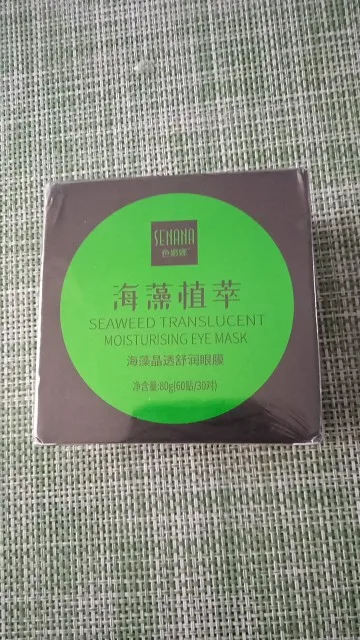 SENANA
色娜娜
海藻植萃
SEAWEED TRANSLUCENT
MOISTURISING EYE MASK
海藻晶透舒润眼膜
净含量:80g(60贴/30对)